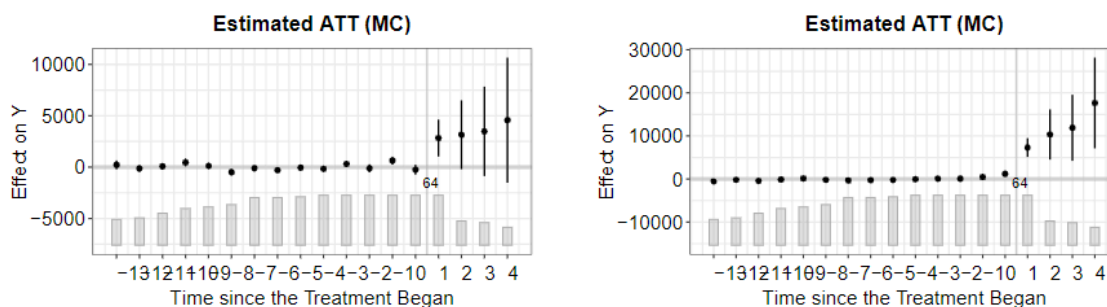 Estimated ATT (MC)
Effect on Y
10000
5000
0
−5000
64
−13 −12 −11 −10 −9 −8 −7 −6 −5 −4 −3 −2 −1 0 1 2 3 4
Time since the Treatment Began
Estimated ATT (MC)
Effect on Y
30000
20000
10000
0
−10000
64
−13 −12 −11 −10 −9 −8 −7 −6 −5 −4 −3 −2 −1 0 1 2 3 4
Time since the Treatment Began